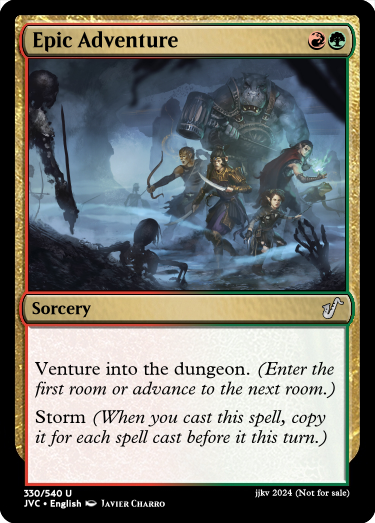 Epic Adventure
Sorcery
Venture into the dungeon. (Enter the
first room or advance to the next room.)
Storm (When you cast this spell, copy
it for each spell cast before it this turn.)
330/540 U
jjkv 2024 (Not for sale)
JVC • English Javier Charro